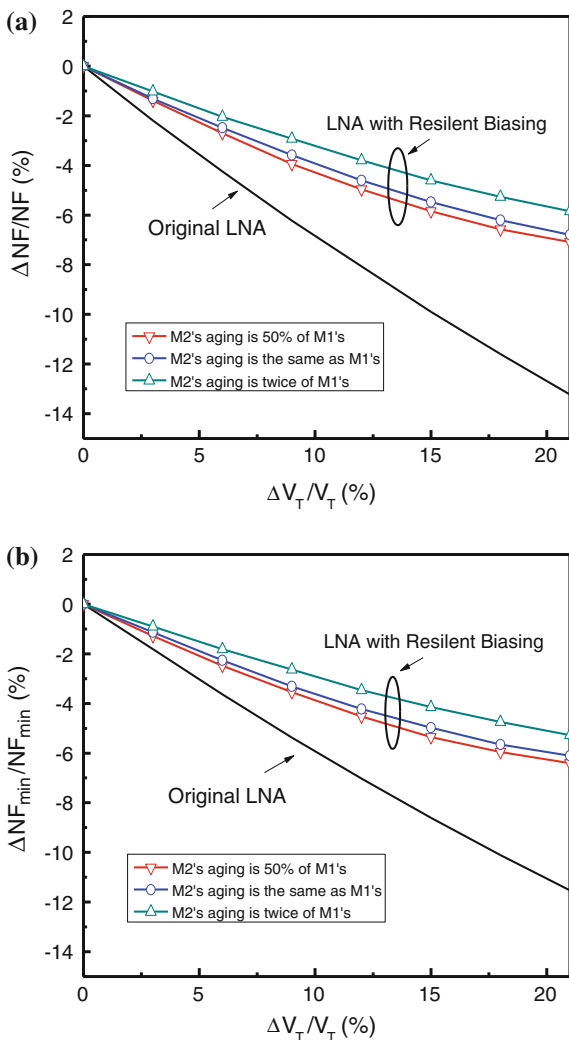 (a)
2
0
-2
-4
-6
-8
-10
-12
-14
ΔNF/NF (%)
LNA with Resilent Biasing
Original LNA
M2's aging is 50% of M1's
M2's aging is the same as M1's
M2's aging is twice of M1's
0 5 10 15 20
ΔV_T/V_T (%)
(b)
2
0
-2
-4
-6
-8
-10
-12
-14
ΔNF_min/NF_min (%)
LNA with Resilent Biasing
Original LNA
M2's aging is 50% of M1's
M2's aging is the same as M1's
M2's aging is twice of M1's
0 5 10 15 20
ΔV_T/V_T (%)